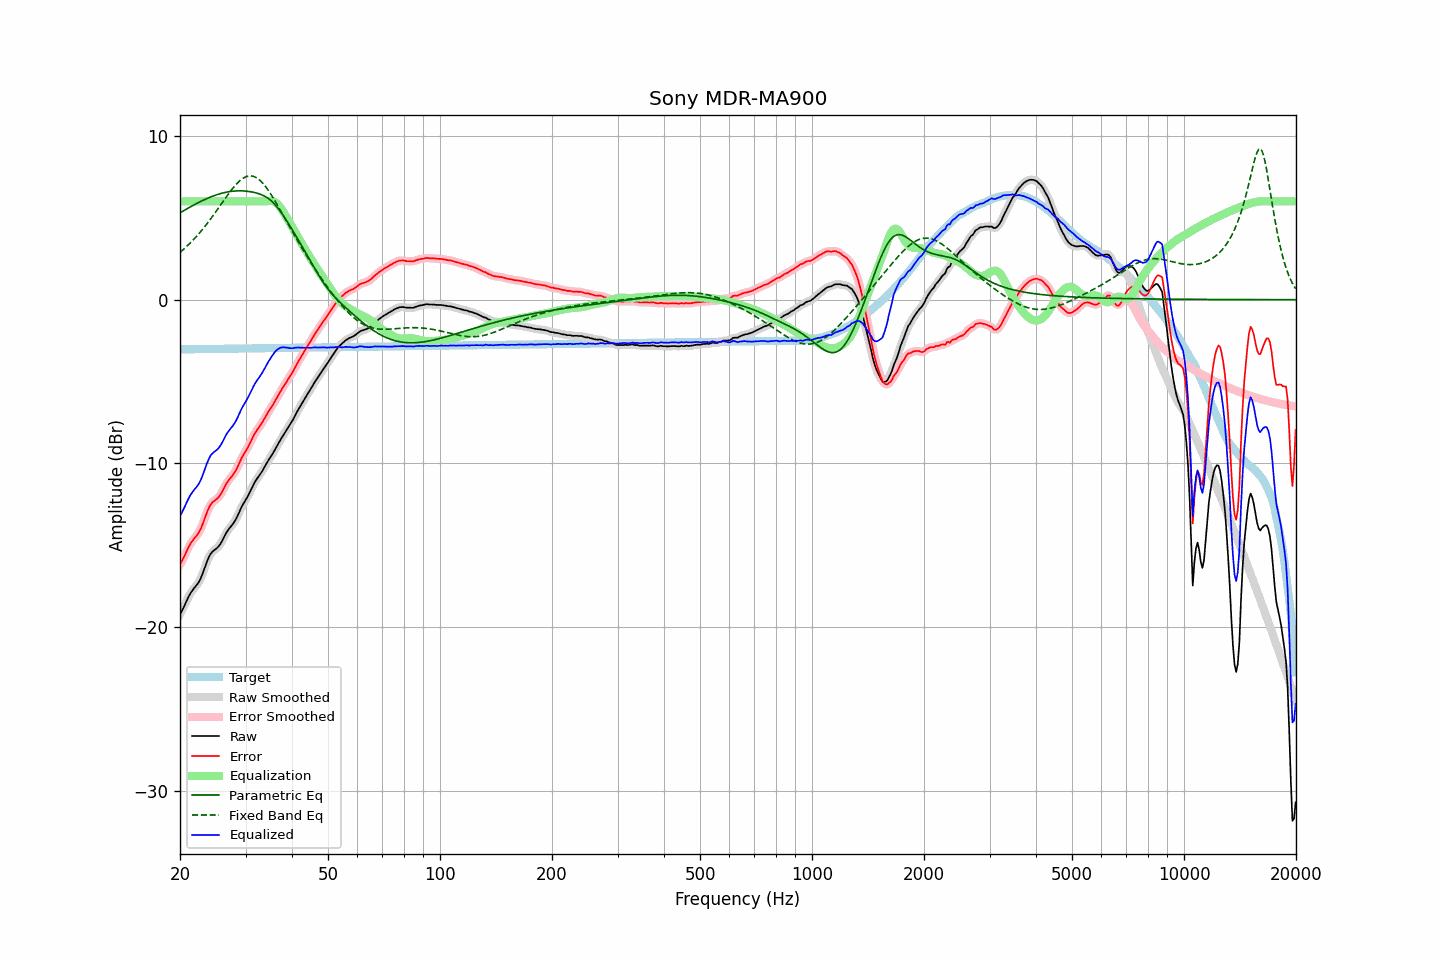 Sony MDR-MA900
10
0
−10
−20
−30
Amplitude (dBr)
Target
Raw Smoothed
Error Smoothed
Raw
Error
Equalization
Parametric Eq
Fixed Band Eq
Equalized
20 50 100 200 500 1000 2000 5000 10000 20000
Frequency (Hz)